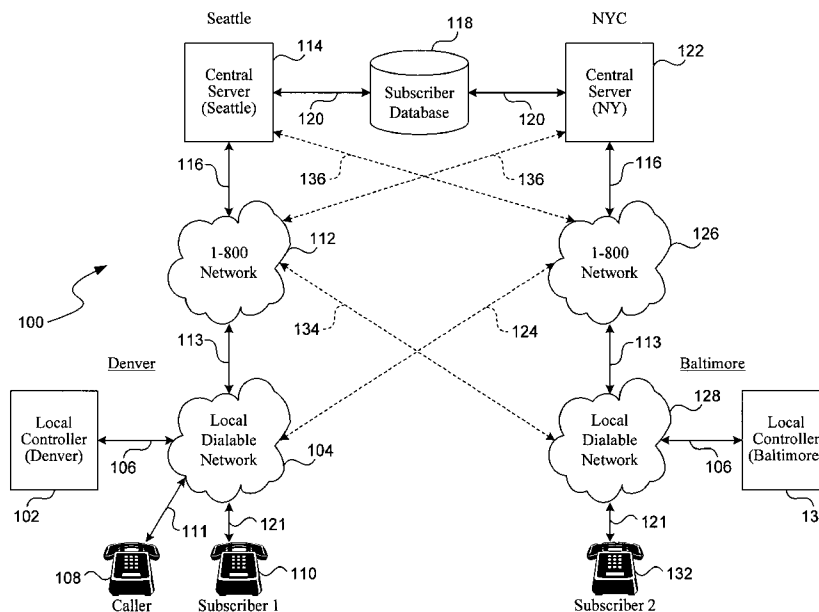 Seattle
NYC
114
118
122
Central
Server
(Seattle)
Subscriber
Database
Central
Server
(NY)
120
120
116
136
136
116
1-800
Network
112
1-800
Network
126
100
134
124
113
113
Denver
Baltimore
128
Local
Controller
(Denver)
Local
Dialable
Network
Local
Dialable
Network
Local
Controller
(Baltimore
106
104
106
102
111
121
121
13
108
110
132
Caller
Subscriber 1
Subscriber 2